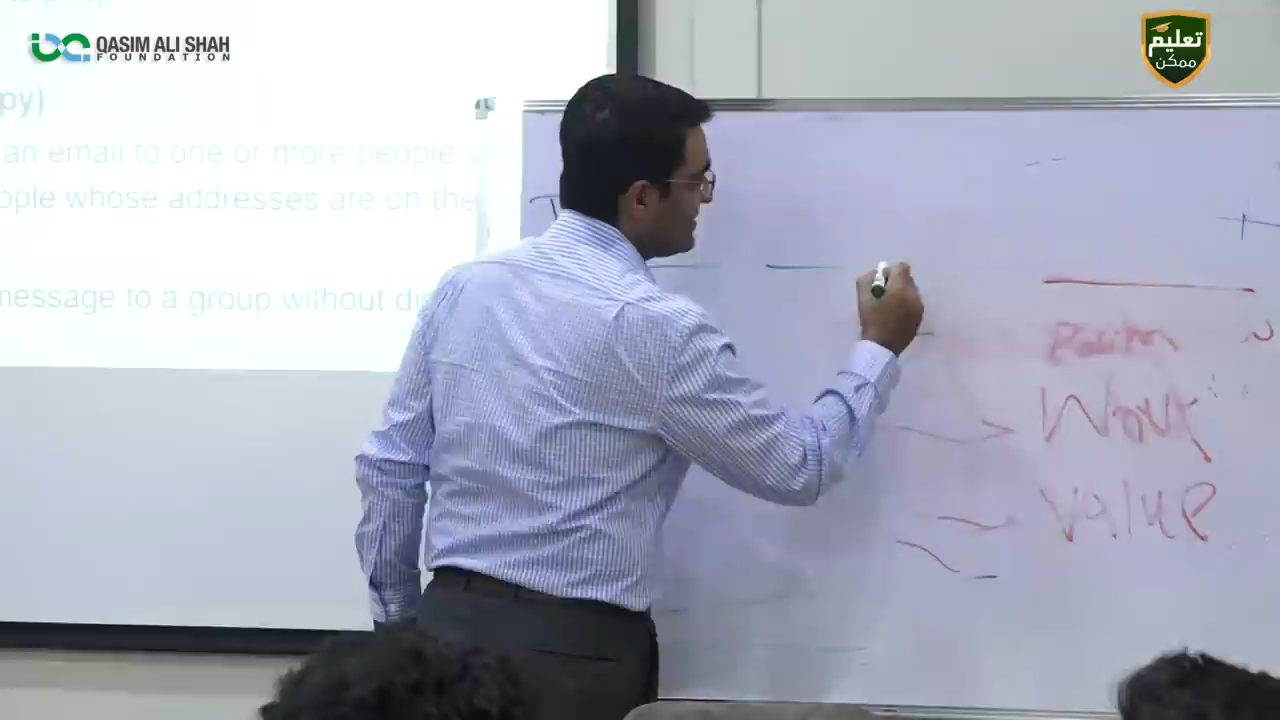 QASIM ALI SHAH
FOUNDATION
تعلیم
ممکن
py)
an email to one or more people
ople whose addresses are on the
message to a group without
Work
Value